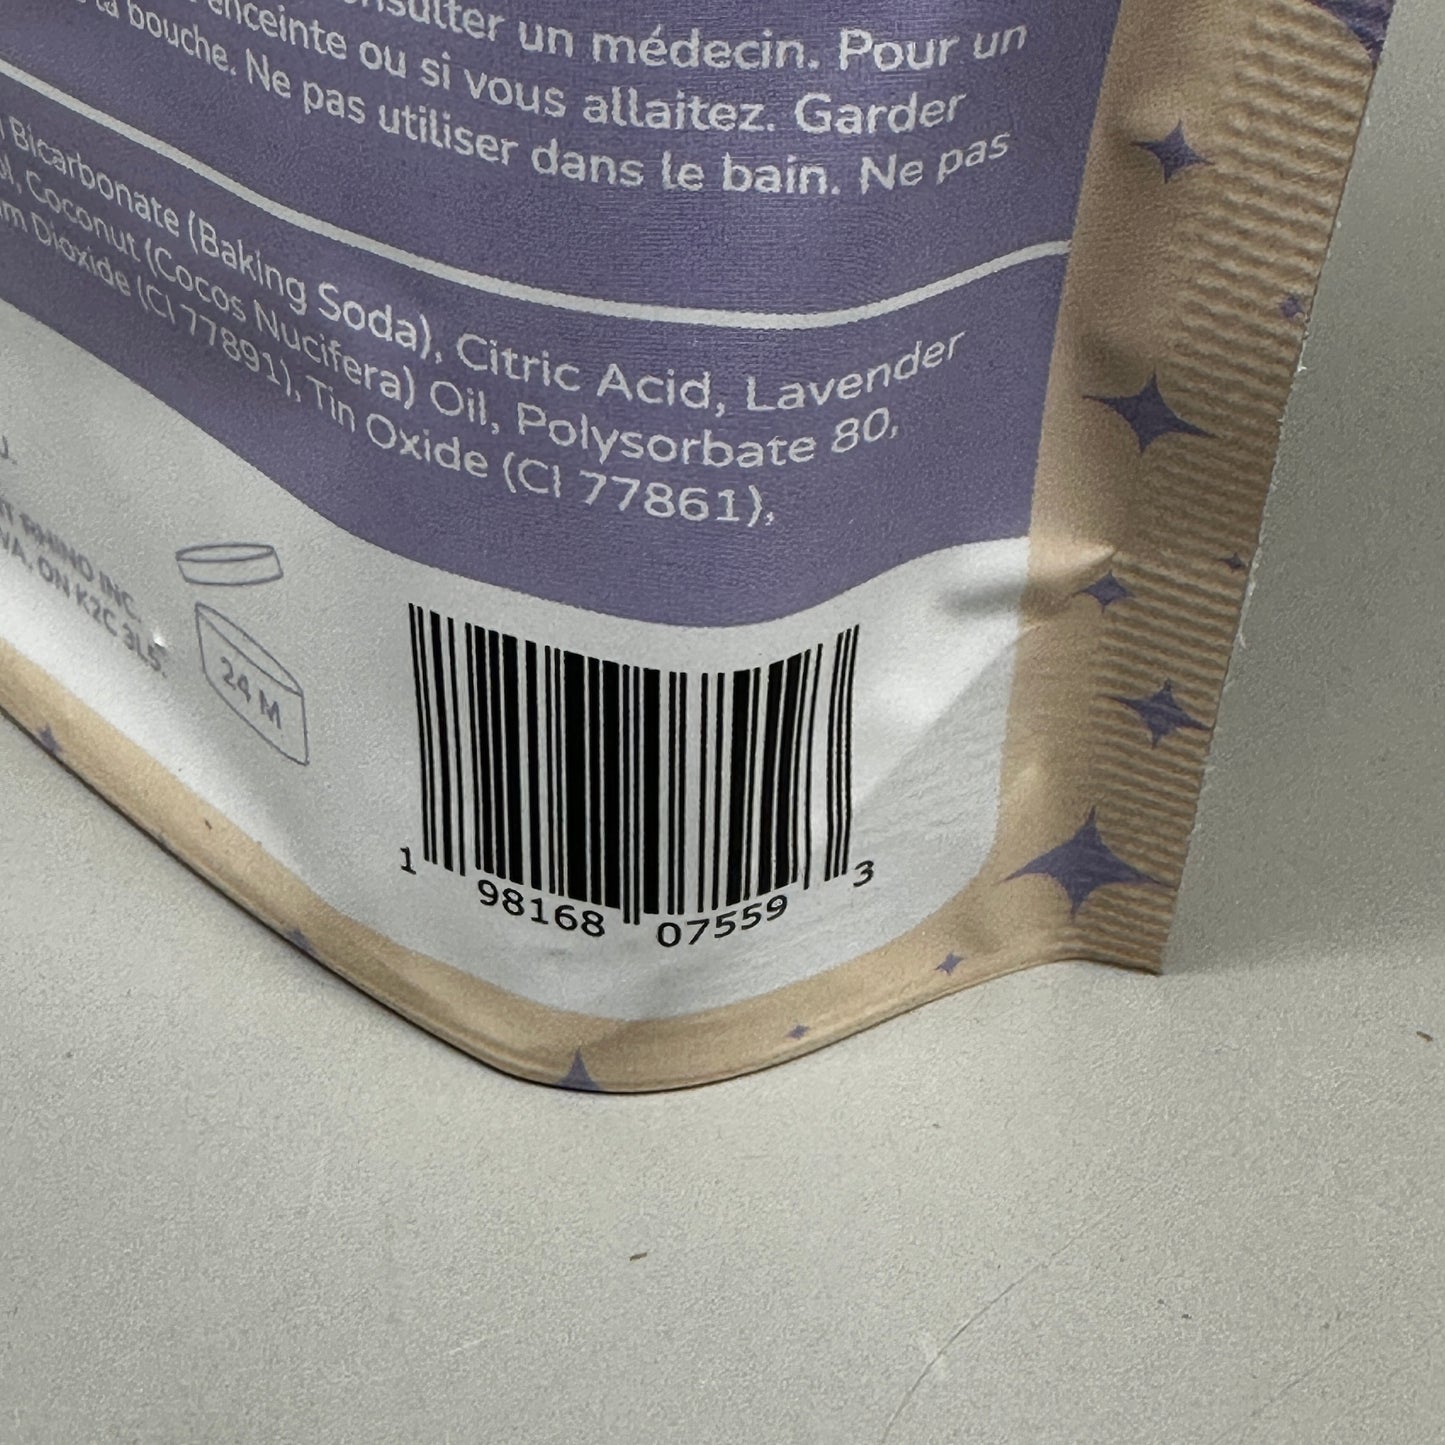 un médecin. Pour un
enceinte ou si vous allaitez. Garder
la bouche. Ne pas utiliser dans le bain. Ne pas
Bicarbonate (Baking Soda), Citric Acid, Lavender
Coconut (Cocos Nucifera) Oil, Polysorbate 80,
Dioxide (CI 77891), Tin Oxide (CI 77861),
RHINO INC.
ON K2C 3L5.
24 M
1 98168 07559 3